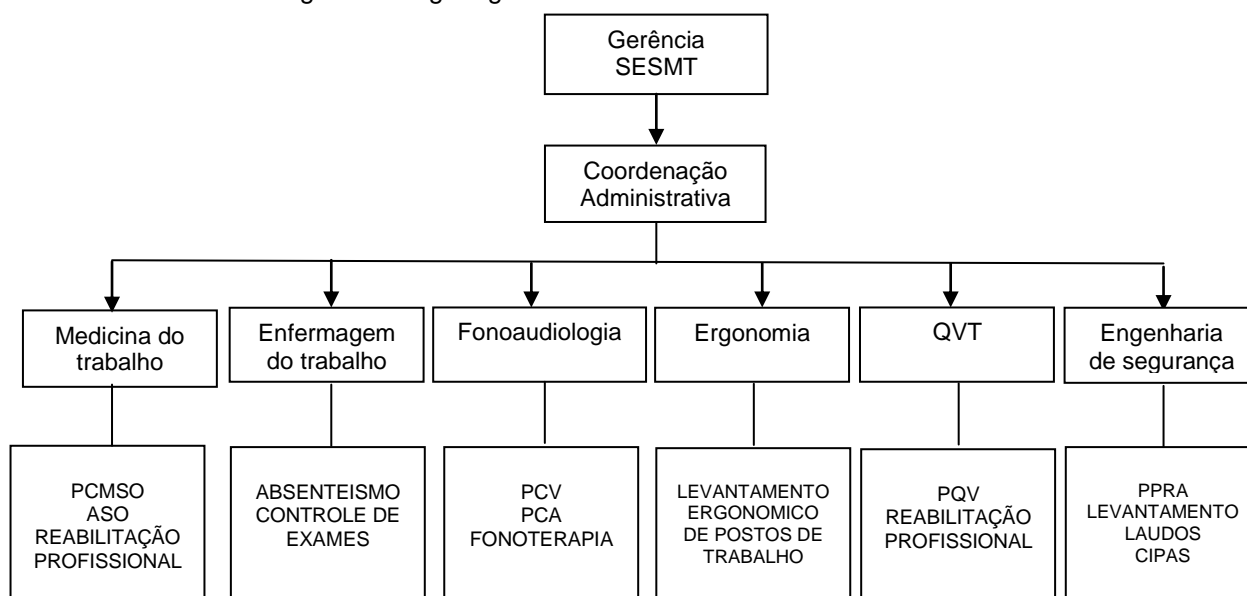 Gerência
SESMT
Coordenação
Administrativa
Medicina do
trabalho
Enfermagem
do trabalho
Fonoaudiologia
Ergonomia
QVT
Engenharia
de segurança
PCMSO
ASO
REABILITAÇÃO
PROFISSIONAL
ABSENTEISMO
CONTROLE DE
EXAMES
PCV
PCA
FONOTERAPIA
LEVANTAMENTO
ERGONOMICO
DE POSTOS DE
TRABALHO
PQV
REABILITAÇÃO
PROFISSIONAL
PPRA
LEVANTAMENTO
LAUDOS
CIPAS